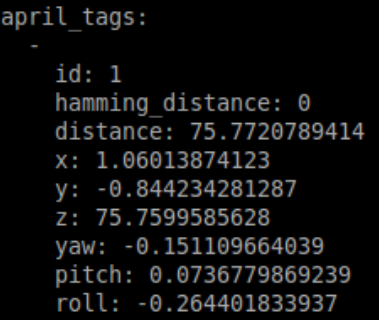 april_tags:
  -
    id: 1
    hamming_distance: 0
    distance: 75.7720789414
    x: 1.06013874123
    y: -0.844234281287
    z: 75.7599585628
    yaw: -0.151109664039
    pitch: 0.0736779869239
    roll: -0.264401833937